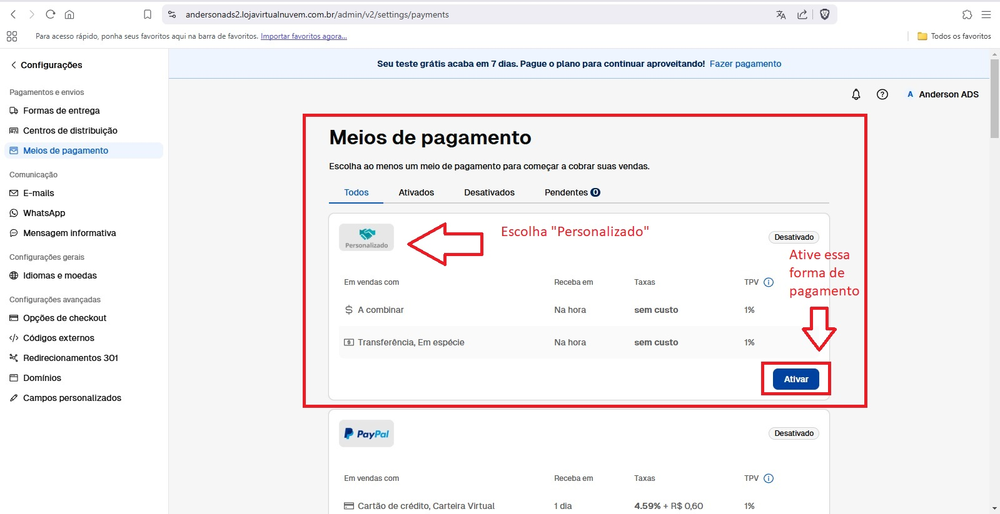 andersonads2.lojavirtualnuvem.com.br/admin/v2/settings/payments
Para acesso rápido, ponha seus favoritos aqui na barra de favoritos. Importar favoritos agora...
Todos os favoritos
Configurações
Pagamentos e envios
Formas de entrega
Centros de distribuição
Meios de pagamento
Comunicação
E-mails
WhatsApp
Mensagem informativa
Configurações gerais
Idiomas e moedas
Configurações avançadas
Opções de checkout
Códigos externos
Redirecionamentos 301
Domínios
Campos personalizados
Seu teste grátis acaba em 7 dias. Pague o plano para continuar aproveitando! Fazer pagamento
A Anderson ADS
Meios de pagamento
Escolha ao menos um meio de pagamento para começar a cobrar suas vendas.
Todos Ativados Desativados Pendentes 0
Personalizado
Escolha "Personalizado"
Desativado
Ative essa
forma de
pagamento
Em vendas com Receba em Taxas TPV
A combinar Na hora sem custo 1%
Transferência, Em espécie Na hora sem custo 1%
Ativar
PayPal
Desativado
Em vendas com Receba em Taxas TPV
Cartão de crédito, Carteira Virtual 1 dia 4.59% + R$ 0,60 1%